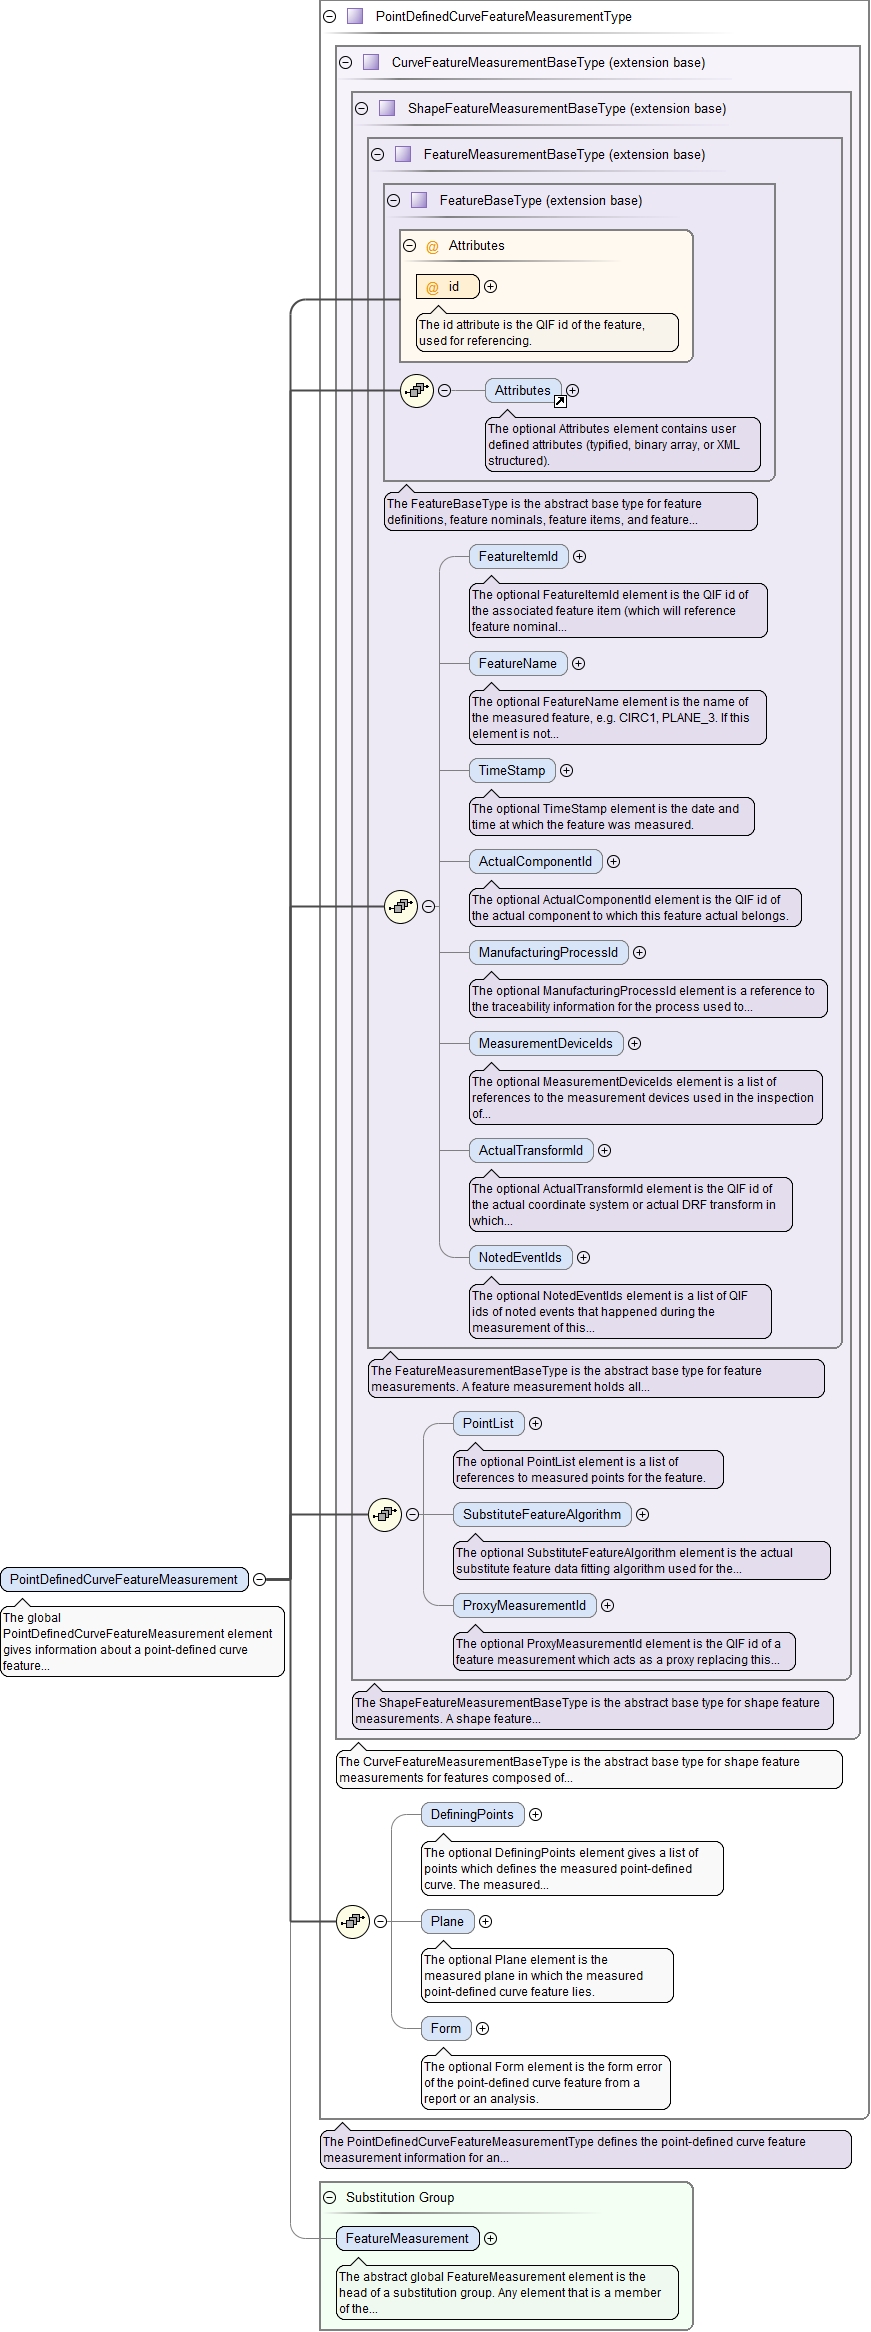 PointDefinedCurveFeatureMeasurementType
CurveFeatureMeasurementBaseType (extension base)
ShapeFeatureMeasurementBaseType (extension base)
FeatureMeasurementBaseType (extension base)
FeatureBaseType (extension base)
@ Attributes
@ id
The id attribute is the QIF id of the feature,
used for referencing.
Attributes
The optional Attributes element contains user
defined attributes (typified, binary array, or XML
structured).
The FeatureBaseType is the abstract base type for feature
definitions, feature nominals, feature items, and feature...
FeatureItemId
The optional FeatureItemId element is the QIF id of
the associated feature item (which will reference
feature nominal...
FeatureName
The optional FeatureName element is the name of
the measured feature, e.g. CIRC1, PLANE_3. If this
element is not...
TimeStamp
The optional TimeStamp element is the date and
time at which the feature was measured.
ActualComponentId
The optional ActualComponentId element is the QIF id of
the actual component to which this feature actual belongs.
ManufacturingProcessId
The optional ManufacturingProcessId element is a reference to
the traceability information for the process used to...
MeasurementDeviceIds
The optional MeasurementDeviceIds element is a list of
references to the measurement devices used in the inspection
of...
ActualTransformId
The optional ActualTransformId element is the QIF id of
the actual coordinate system or actual DRF transform in
which...
NotedEventIds
The optional NotedEventIds element is a list of QIF
ids of noted events that happened during the
measurement of this...
The FeatureMeasurementBaseType is the abstract base type for feature
measurements. A feature measurement holds all...
PointList
The optional PointList element is a list of
references to measured points for the feature.
SubstituteFeatureAlgorithm
The optional SubstituteFeatureAlgorithm element is the actual
substitute feature data fitting algorithm used for the...
ProxyMeasurementId
The optional ProxyMeasurementId element is the QIF id of a
feature measurement which acts as a proxy replacing this...
PointDefinedCurveFeatureMeasurement
The global
PointDefinedCurveFeatureMeasurement element
gives information about a point-defined curve
feature...
The ShapeFeatureMeasurementBaseType is the abstract base type for shape feature
measurements. A shape feature...
The CurveFeatureMeasurementBaseType is the abstract base type for shape feature
measurements for features composed of...
DefiningPoints
The optional DefiningPoints element gives a list of
points which defines the measured point-defined
curve. The measured...
Plane
The optional Plane element is the
measured plane in which the measured
point-defined curve feature lies.
Form
The optional Form element is the form error
of the point-defined curve feature from a
report or an analysis.
The PointDefinedCurveFeatureMeasurementType defines the point-defined curve feature
measurement information for an...
Substitution Group
FeatureMeasurement
The abstract global FeatureMeasurement element is the
head of a substitution group. Any element that is a member
of the...